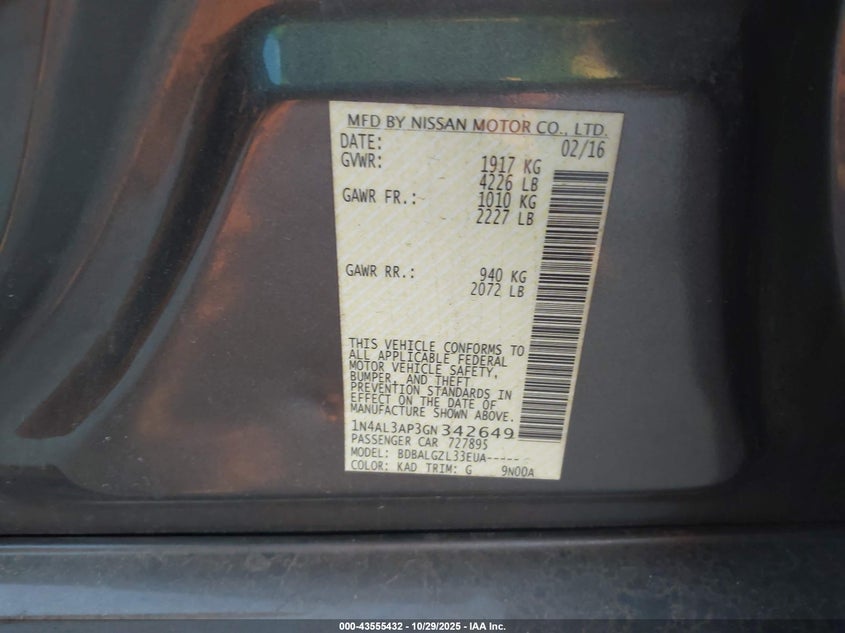 MFD BY NISSAN MOTOR CO., LTD.
DATE: 02/16
GVWR: 1917 KG
4226 LB
GAWR FR.: 1010 KG
2227 LB
GAWR RR.: 940 KG
2072 LB
THIS VEHICLE CONFORMS TO
ALL APPLICABLE FEDERAL
MOTOR VEHICLE SAFETY,
BUMPER, AND THEFT
PREVENTION STANDARDS IN
EFFECT ON THE DATE OF
MANUFACTURE SHOWN ABOVE.
1N4AL3AP3GN342649
PASSENGER CAR 727895
MODEL: BDBALGZL33EUA-----
COLOR: KAD TRIM: G 9N00A
000-43555432 - 10/29/2025 - IAA Inc.